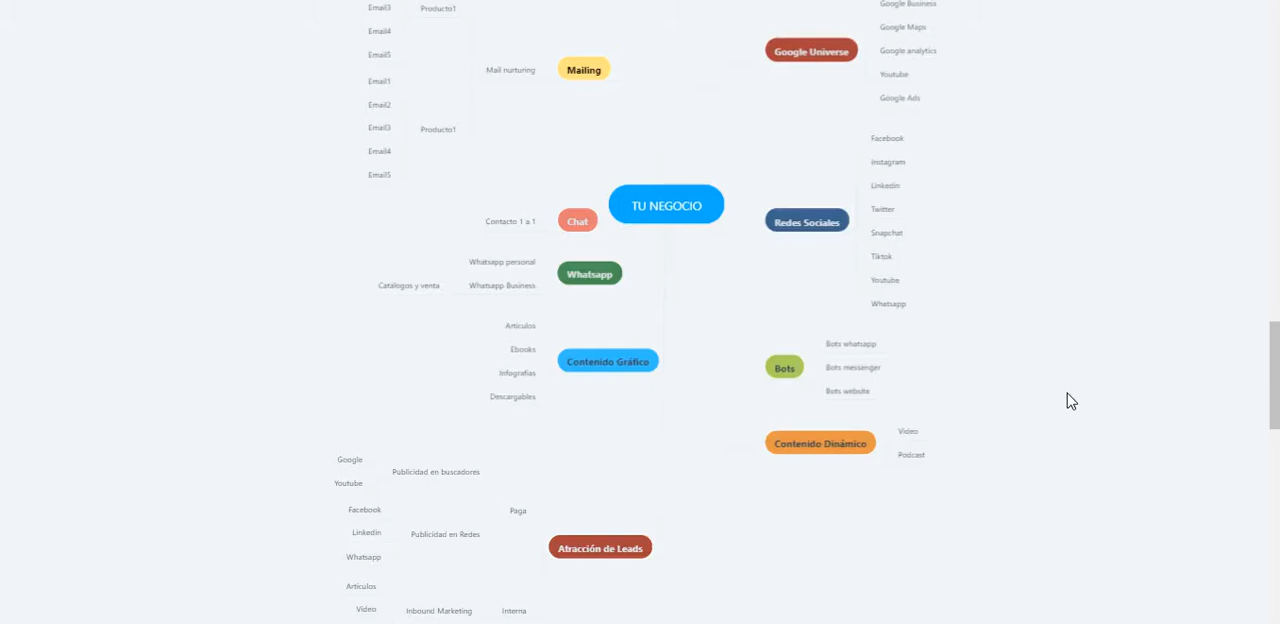 Email3
Producto1
Email4
Email5
Email1
Email2
Email3
Producto1
Email4
Email5
Mail nurturing
Mailing
Contacto 1 a 1
Chat
Whatsapp personal
Catálogos y venta
Whatsapp Business
Whatsapp
Artículos
Ebooks
Infografías
Descargables
Contenido Gráfico
Google
Youtube
Publicidad en buscadores
Facebook
Linkedin
Whatsapp
Publicidad en Redes
Paga
Artículos
Video
Inbound Marketing
Interna
Atracción de Leads
TU NEGOCIO
Google Universe
Google Business
Google Maps
Google analytics
Youtube
Google Ads
Redes Sociales
Facebook
Instagram
Linkedin
Twitter
Snapchat
Tiktok
Youtube
Whatsapp
Bots
Bots whatsapp
Bots messenger
Bots website
Contenido Dinámico
Video
Podcast